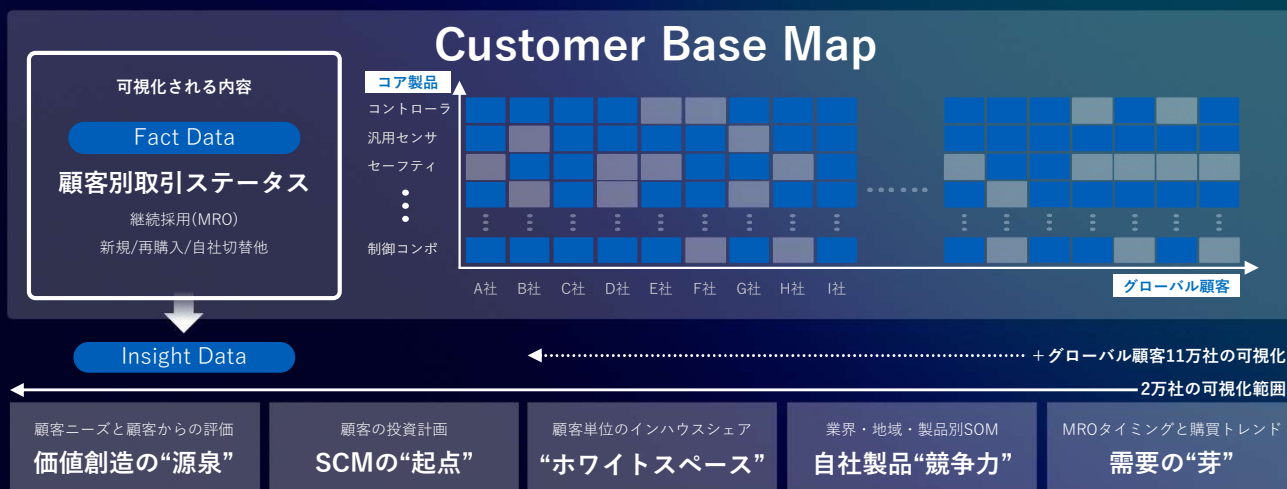 Customer Base Map
可視化される内容
Fact Data
顧客別取引ステータス
継続採用(MRO)
新規/再購入/自社切替他
コア製品
コントローラ
汎用センサ
セーフティ
制御コンポ
A社 B社 C社 D社 E社 F社 G社 H社 I社
グローバル顧客
Insight Data
＋グローバル顧客11万社の可視化
2万社の可視化範囲
顧客ニーズと顧客からの評価
価値創造の“源泉”
顧客の投資計画
SCMの“起点”
顧客単位のインハウスシェア
“ホワイトスペース”
業界・地域・製品別SOM
自社製品“競争力”
MROタイミングと購買トレンド
需要の“芽”